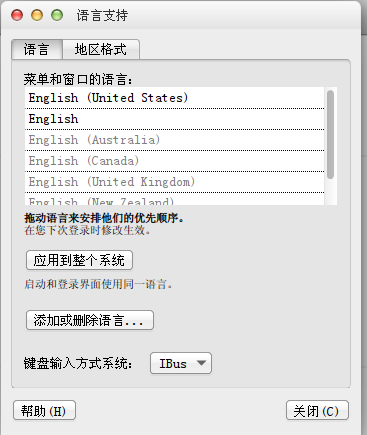 语言支持
语言 地区格式
菜单和窗口的语言：
English (United States)
English
English (Australia)
English (Canada)
English (United Kingdom)
English (New Zealand)
拖动语言来安排他们的优先顺序。
在您下次登录时修改生效。
应用到整个系统
启动和登录界面使用同一语言。
添加或删除语言...
键盘输入方式系统： IBus
帮助(H) 关闭(C)